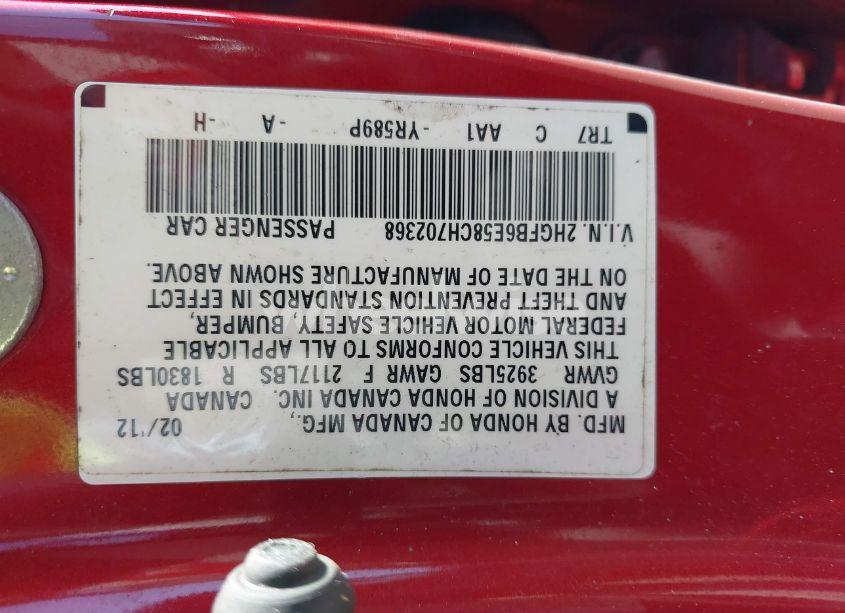 MFD. BY HONDA OF CANADA MFG., 02/'12
A DIVISION OF HONDA CANADA INC. CANADA
GVWR 3925LBS GAWR F 2117LBS R 1830LBS
THIS VEHICLE CONFORMS TO ALL APPLICABLE
FEDERAL MOTOR VEHICLE SAFETY, BUMPER,
AND THEFT PREVENTION STANDARDS IN EFFECT
ON THE DATE OF MANUFACTURE SHOWN ABOVE.
V.I.N. 2HGFB6E58CH702368 PASSENGER CAR
TR7 C AA1 -YR589P -A -H